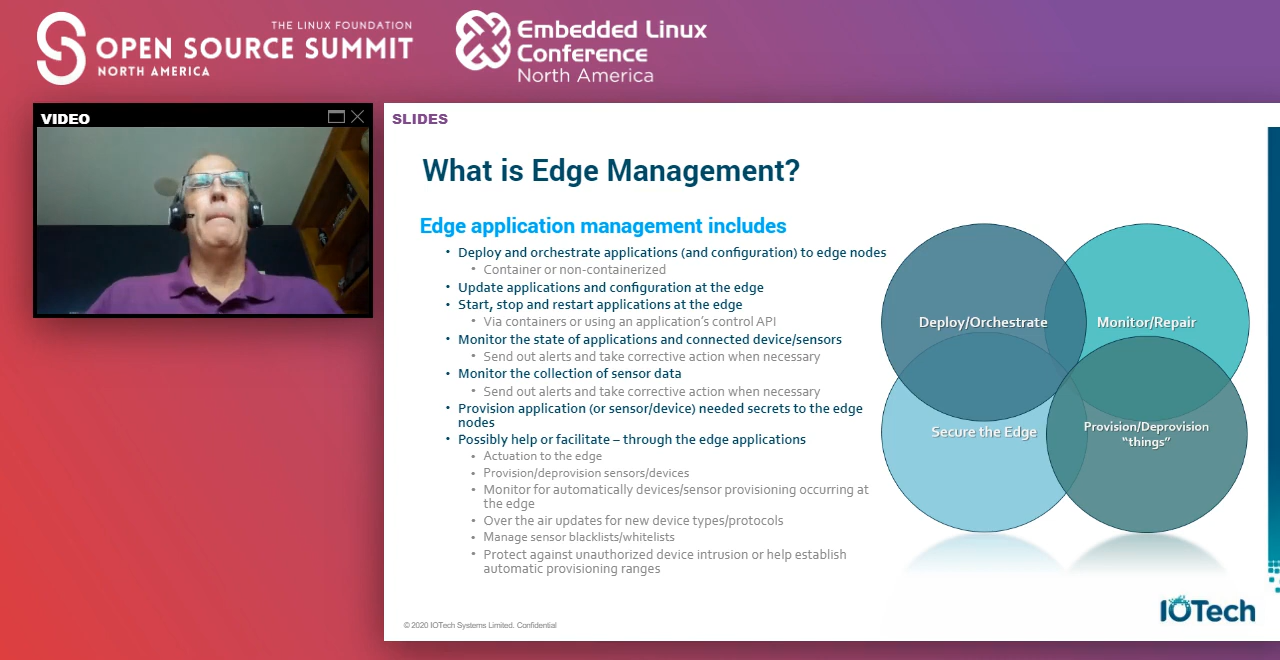 THE LINUX FOUNDATION
OPEN SOURCE SUMMIT
NORTH AMERICA
Embedded Linux
Conference
North America
VIDEO
SLIDES
What is Edge Management?
Edge application management includes
• Deploy and orchestrate applications (and configuration) to edge nodes
• Container or non-containerized
• Update applications and configuration at the edge
• Start, stop and restart applications at the edge
• Via containers or using an application's control API
• Monitor the state of applications and connected device/sensors
• Send out alerts and take corrective action when necessary
• Monitor the collection of sensor data
• Send out alerts and take corrective action when necessary
• Provision application (or sensor/device) needed secrets to the edge
nodes
• Possibly help or facilitate – through the edge applications
• Actuation to the edge
• Provision/deprovision sensors/devices
• Monitor for automatically devices/sensor provisioning occurring at
the edge
• Over the air updates for new device types/protocols
• Manage sensor blacklists/whitelists
• Protect against unauthorized device intrusion or help establish
automatic provisioning ranges
Deploy/Orchestrate
Monitor/Repair
Secure the Edge
Provision/Deprovision
"things"
IOTech
© 2020 IOTech Systems Limited. Confidential